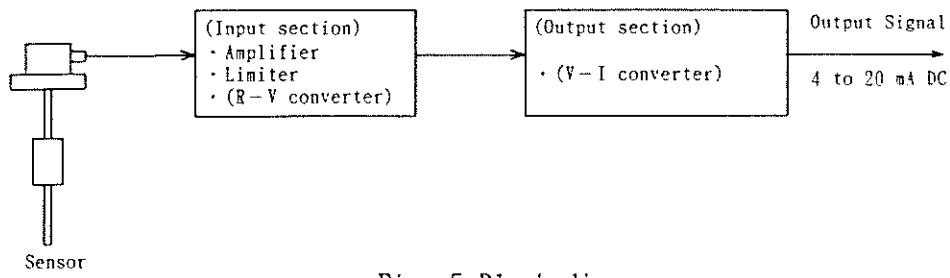 (Input section)
· Amplifier
· Limiter
· (R-V converter)
(Output section)
· (V-I converter)
Output Signal
4 to 20 mA DC
Sensor